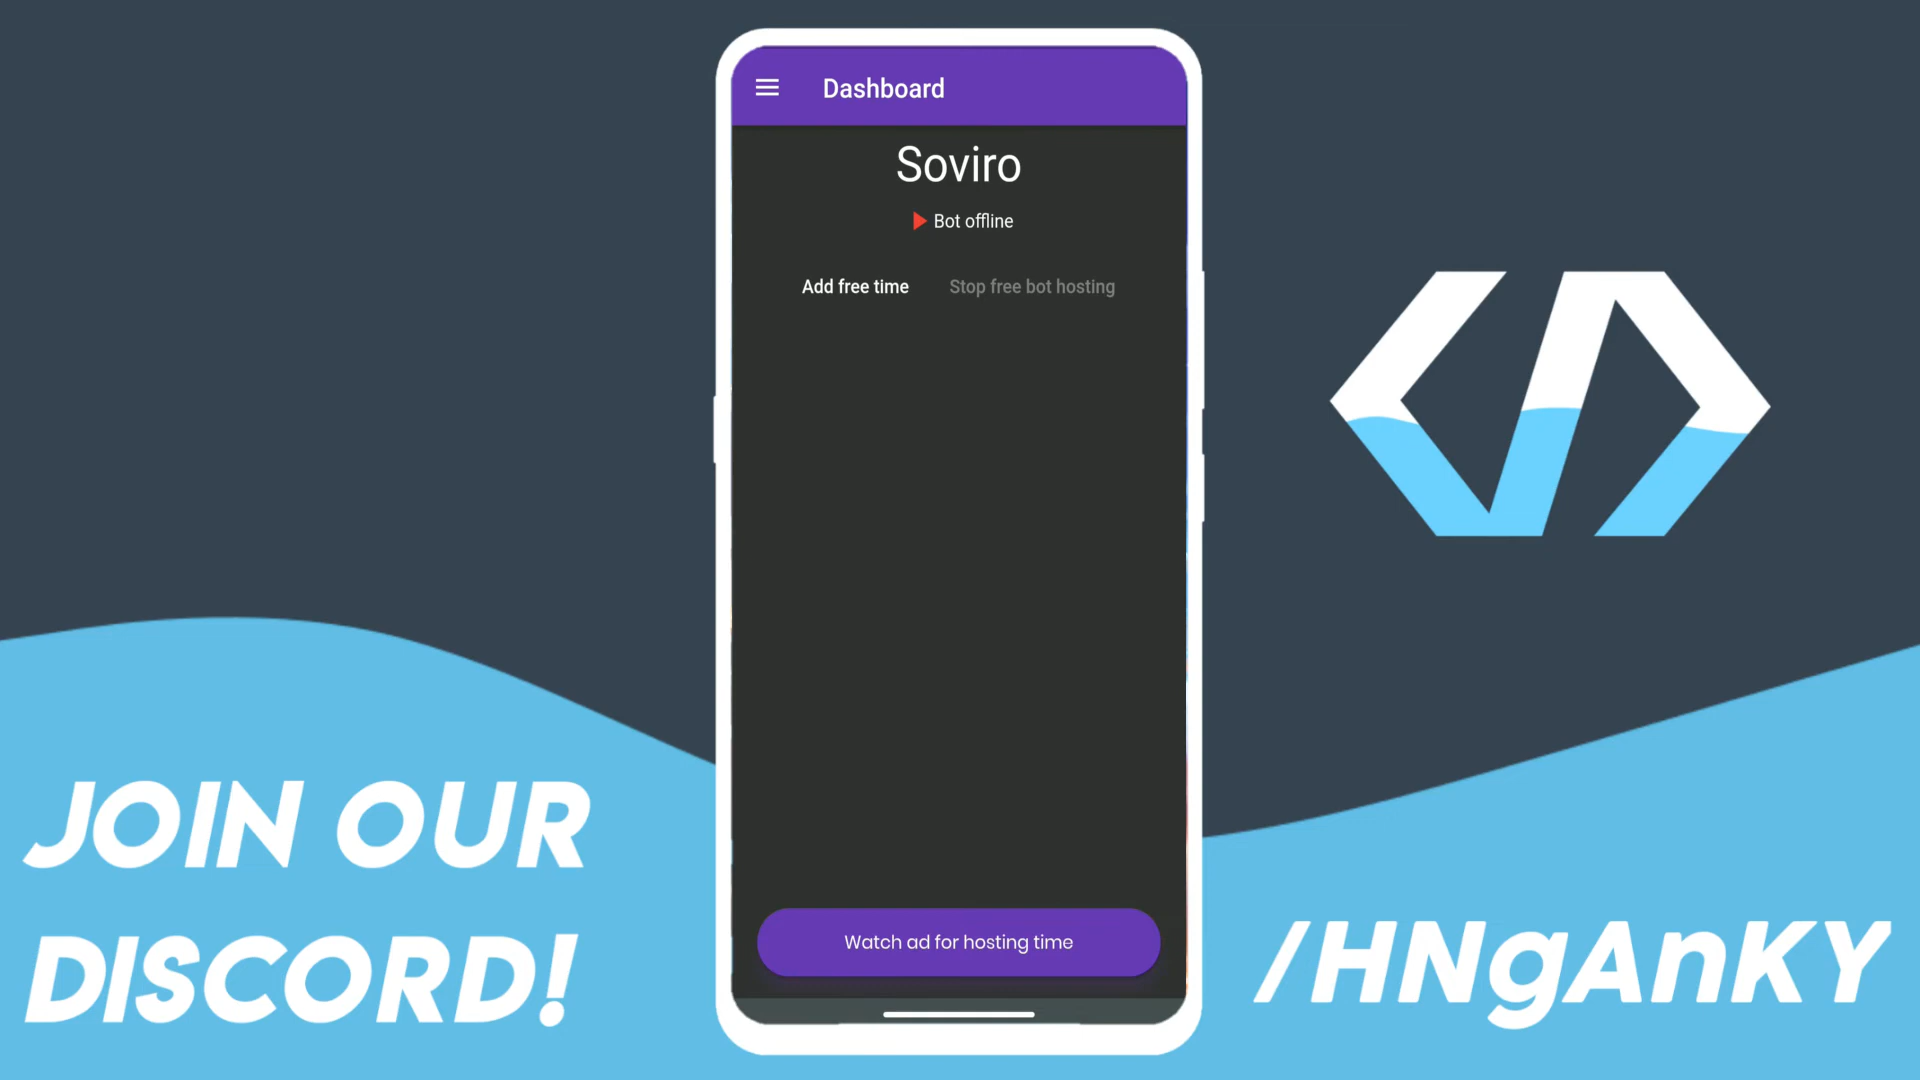 Dashboard
Soviro
Bot offline
Add free time Stop free bot hosting
Watch ad for hosting time
JOIN OUR
DISCORD!
/HNgAnKY